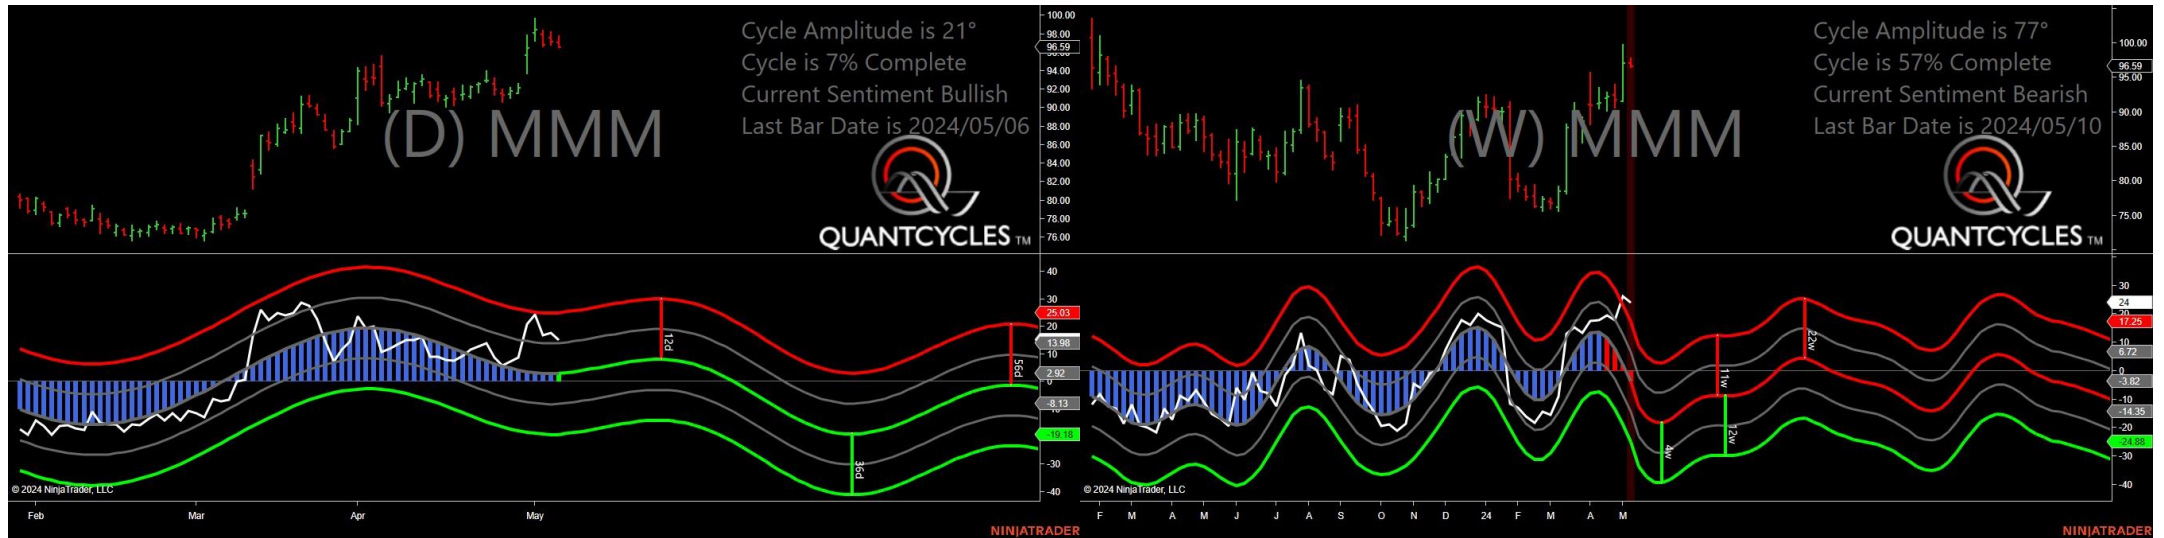 Cycle Amplitude is 21°
Cycle is 7% Complete
Current Sentiment Bullish
Last Bar Date is 2024/05/06
(D) MMM
QUANTCYCLES TM
100.00
98.00
96.59
94.00
92.00
90.00
88.00
86.00
84.00
82.00
80.00
78.00
76.00
40
30
25.03
20
13.98
10
2.92
0
-8.13
-19.18
-30
-40
12d
36d
56d
© 2024 NinjaTrader, LLC
Feb Mar Apr May
NINJATRADER
Cycle Amplitude is 77°
Cycle is 57% Complete
Current Sentiment Bearish
Last Bar Date is 2024/05/10
(W) MMM
QUANTCYCLES TM
100.00
96.59
95.00
90.00
85.00
80.00
75.00
30
24
17.25
10
6.72
0
-3.82
-10
-14.35
-20
-24.88
-30
-40
4w
11w
12w
22w
© 2024 NinjaTrader, LLC
F M A M J J A S O N D 24 F M A M
NINJATRADER